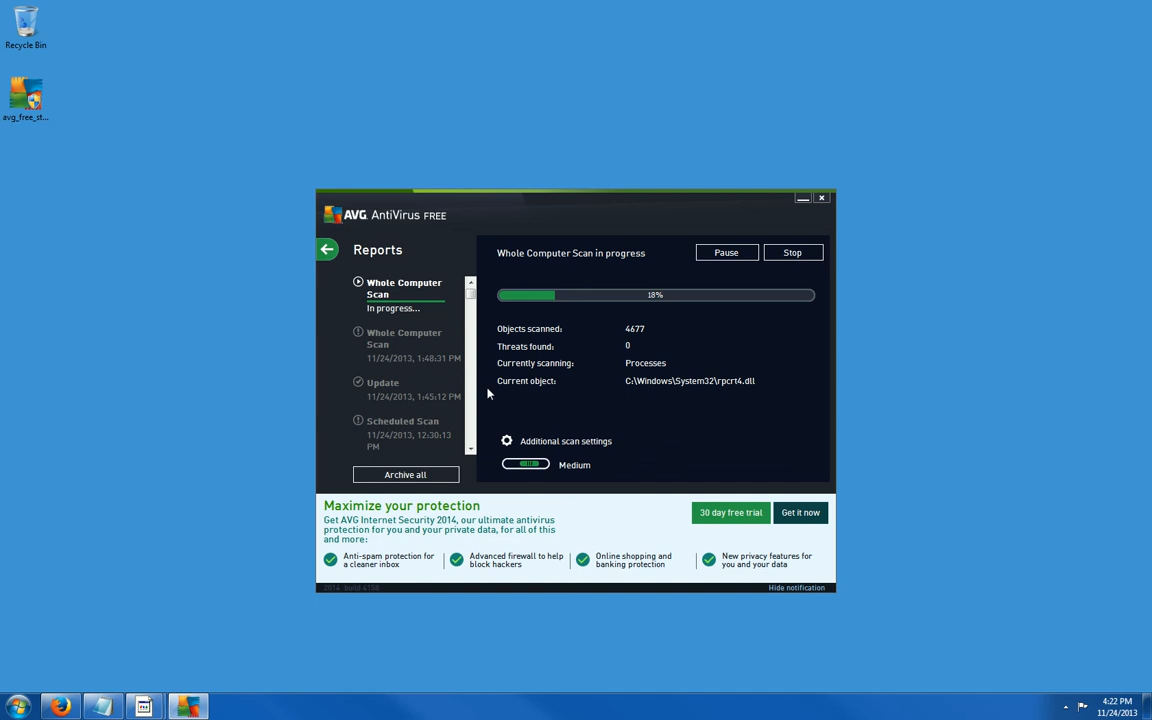 Recycle Bin
avg_free_st...
AVG. AntiVirus FREE
Reports
Whole Computer
Scan
In progress...
Whole Computer
Scan
11/24/2013, 1:48:31 PM
Update
11/24/2013, 1:45:12 PM
Scheduled Scan
11/24/2013, 12:30:13
PM
Archive all
Whole Computer Scan in progress
Pause
Stop
18%
Objects scanned: 4677
Threats found: 0
Currently scanning: Processes
Current object: C:\Windows\System32\rpcrt4.dll
Additional scan settings
Medium
Maximize your protection
Get AVG Internet Security 2014, our ultimate antivirus
protection for you and your private data, for all of this
and more:
30 day free trial
Get it now
Anti-spam protection for
a cleaner inbox
Advanced firewall to help
block hackers
Online shopping and
banking protection
New privacy features for
you and your data
2014 build 4158
Hide notification
4:22 PM
11/24/2013